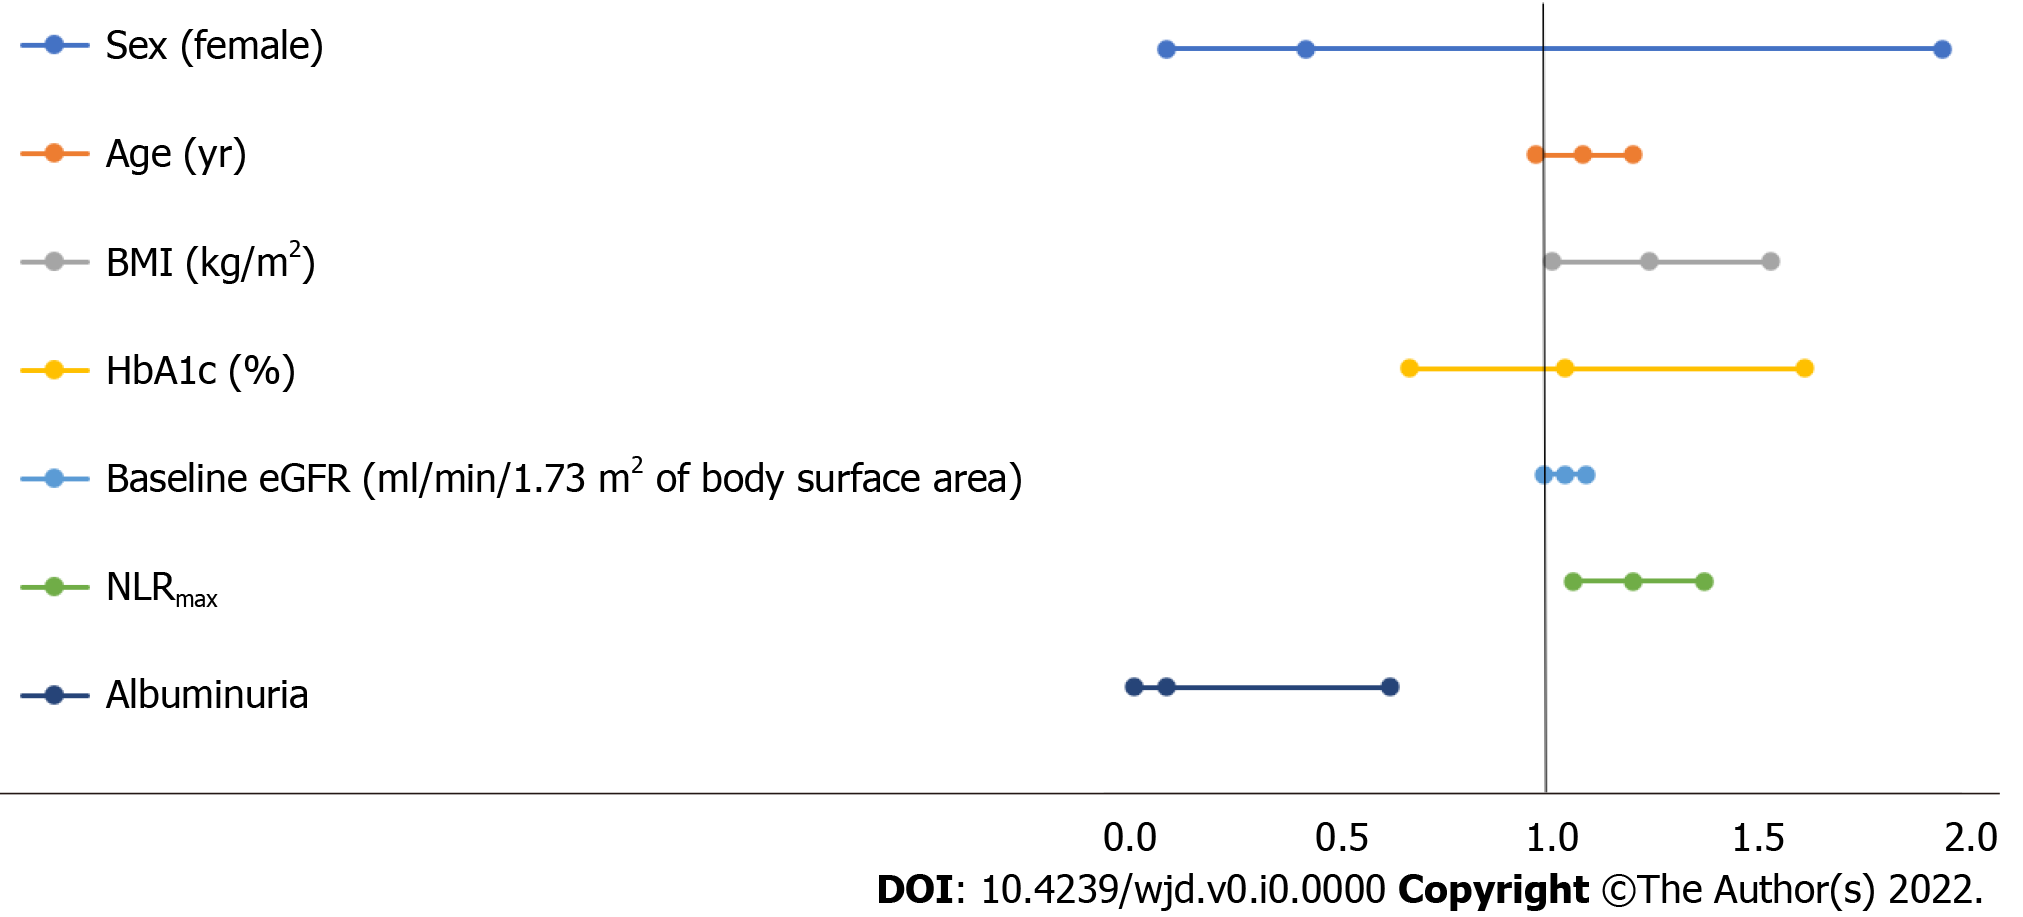 Sex (female)
Age (yr)
BMI (kg/m²)
HbA1c (%)
Baseline eGFR (ml/min/1.73 m² of body surface area)
NLRmax
Albuminuria
0.0 0.5 1.0 1.5 2.0
DOI: 10.4239/wjd.v0.i0.0000 Copyright ©The Author(s) 2022.